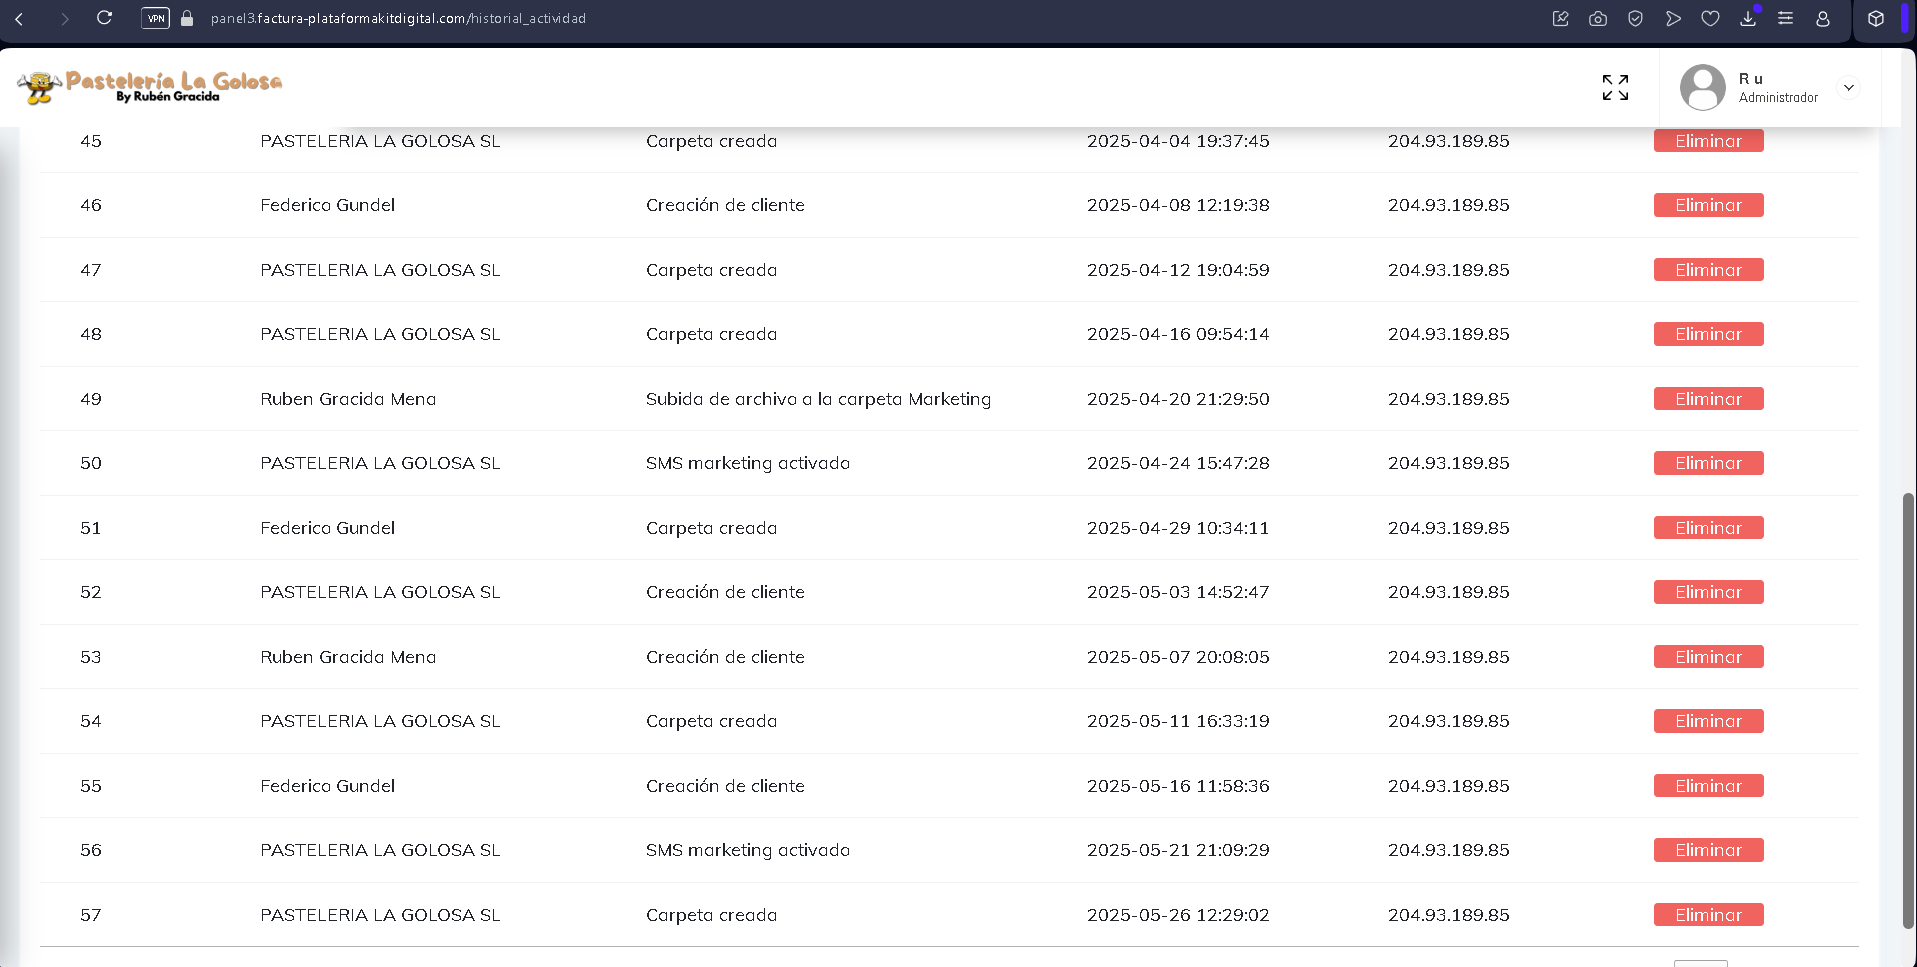 VPN panel3.factura-plataformakitdigital.com/historial_actividad
Pastelería La Golosa
By Rubén Gracida
R u
Administrador
45 PASTELERIA LA GOLOSA SL Carpeta creada 2025-04-04 19:37:45 204.93.189.85 Eliminar
46 Federico Gundel Creación de cliente 2025-04-08 12:19:38 204.93.189.85 Eliminar
47 PASTELERIA LA GOLOSA SL Carpeta creada 2025-04-12 19:04:59 204.93.189.85 Eliminar
48 PASTELERIA LA GOLOSA SL Carpeta creada 2025-04-16 09:54:14 204.93.189.85 Eliminar
49 Ruben Gracida Mena Subida de archivo a la carpeta Marketing 2025-04-20 21:29:50 204.93.189.85 Eliminar
50 PASTELERIA LA GOLOSA SL SMS marketing activado 2025-04-24 15:47:28 204.93.189.85 Eliminar
51 Federico Gundel Carpeta creada 2025-04-29 10:34:11 204.93.189.85 Eliminar
52 PASTELERIA LA GOLOSA SL Creación de cliente 2025-05-03 14:52:47 204.93.189.85 Eliminar
53 Ruben Gracida Mena Creación de cliente 2025-05-07 20:08:05 204.93.189.85 Eliminar
54 PASTELERIA LA GOLOSA SL Carpeta creada 2025-05-11 16:33:19 204.93.189.85 Eliminar
55 Federico Gundel Creación de cliente 2025-05-16 11:58:36 204.93.189.85 Eliminar
56 PASTELERIA LA GOLOSA SL SMS marketing activado 2025-05-21 21:09:29 204.93.189.85 Eliminar
57 PASTELERIA LA GOLOSA SL Carpeta creada 2025-05-26 12:29:02 204.93.189.85 Eliminar